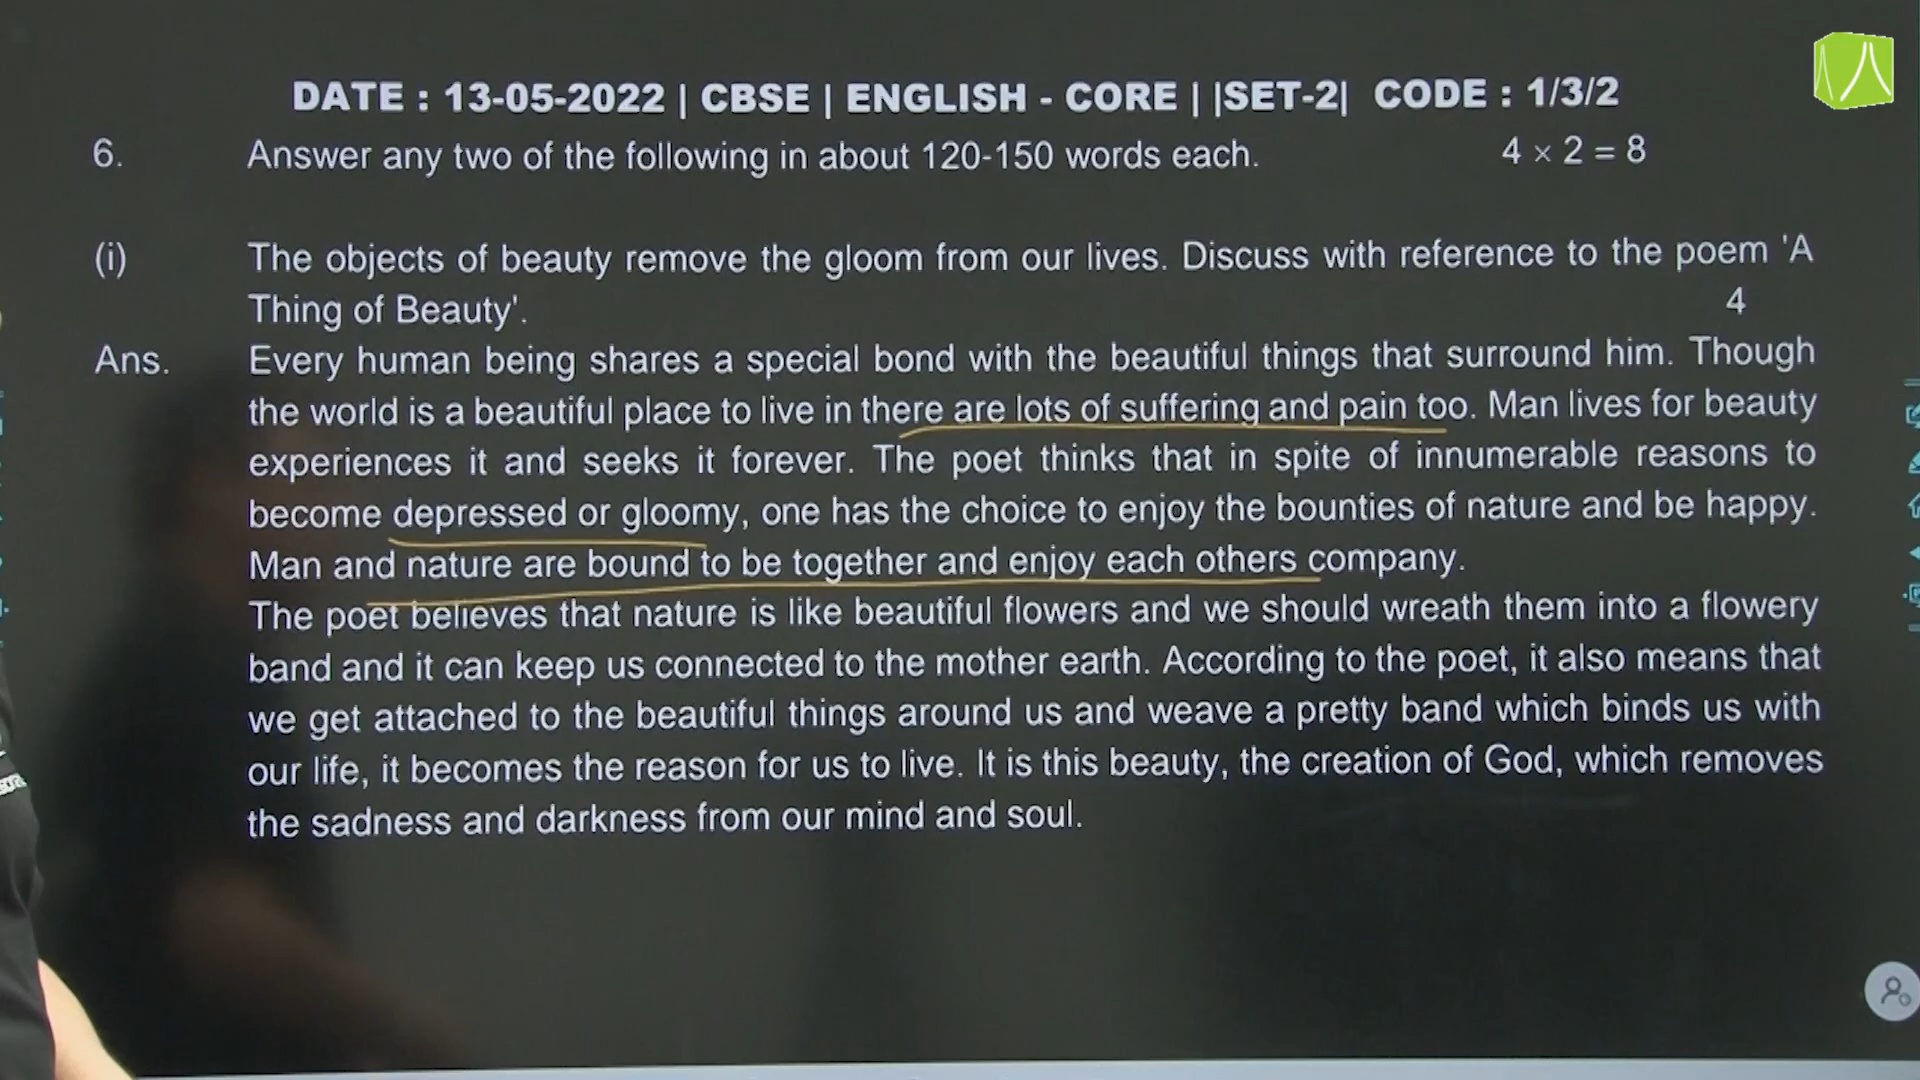 DATE : 13-05-2022 | CBSE | ENGLISH - CORE | |SET-2| CODE : 1/3/2
6. Answer any two of the following in about 120-150 words each. 4 × 2 = 8
(i) The objects of beauty remove the gloom from our lives. Discuss with reference to the poem 'A
Thing of Beauty'. 4
Ans. Every human being shares a special bond with the beautiful things that surround him. Though
the world is a beautiful place to live in there are lots of suffering and pain too. Man lives for beauty
experiences it and seeks it forever. The poet thinks that in spite of innumerable reasons to
become depressed or gloomy, one has the choice to enjoy the bounties of nature and be happy.
Man and nature are bound to be together and enjoy each others company.
The poet believes that nature is like beautiful flowers and we should wreath them into a flowery
band and it can keep us connected to the mother earth. According to the poet, it also means that
we get attached to the beautiful things around us and weave a pretty band which binds us with
our life, it becomes the reason for us to live. It is this beauty, the creation of God, which removes
the sadness and darkness from our mind and soul.